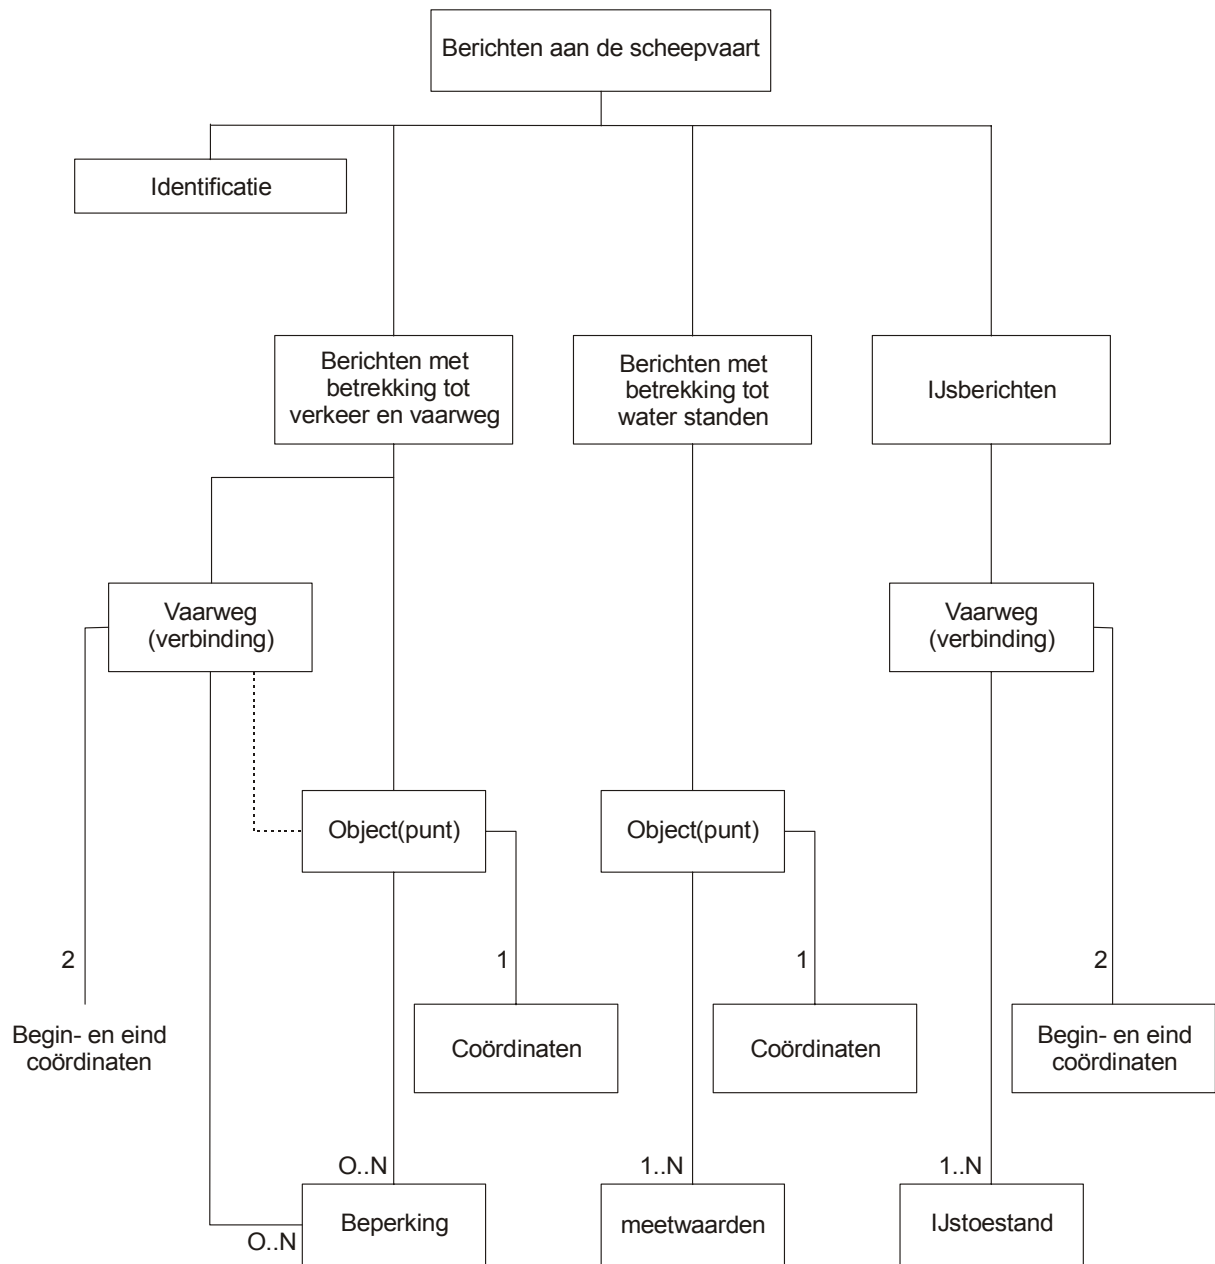 Berichten aan de scheepvaart
Identificatie
Berichten met
betrekking tot
verkeer en vaarweg
Berichten met
betrekking tot
water standen
IJsberichten
Vaarweg
(verbinding)
Vaarweg
(verbinding)
Object(punt)
Object(punt)
2
1
1
2
Begin- en eind
coördinaten
Coördinaten
Coördinaten
Begin- en eind
coördinaten
O..N
1..N
1..N
Beperking
meetwaarden
IJstoestand
O..N